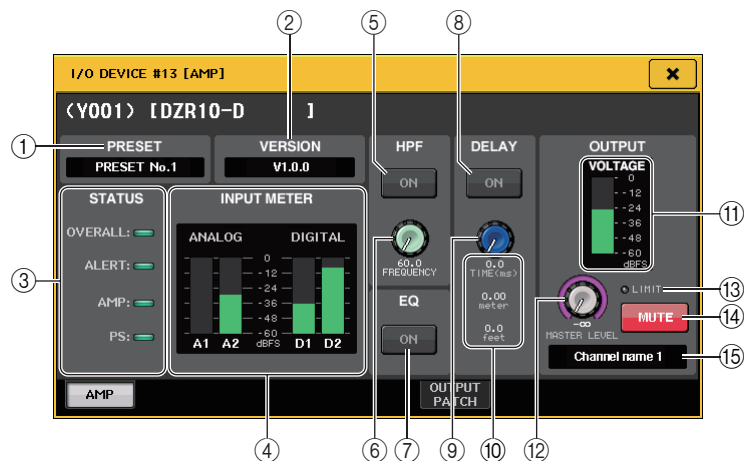 ② ⑤ ⑧
I/O DEVICE #13 [AMP]
(Y001) [DZR10-D ]
① PRESET VERSION HPF DELAY OUTPUT
PRESET No.1 V1.0.0 ON ON VOLTAGE
0
-12
-24
-36
-48
-60
dBFS
⑪
③ STATUS
OVERALL:
ALERT:
AMP:
PS:
INPUT METER
ANALOG DIGITAL
0
-12
-24
-36
-48
-60
A1 A2 dBFS D1 D2
60.0
FREQUENCY
EQ
ON
0.0
TIME(ms)
0.00
meter
0.0
feet
LIMIT ⑬
-∞
MASTER LEVEL
MUTE ⑭
Channel name 1 ⑮
AMP OUTPUT
PATCH
④ ⑥ ⑦ ⑨ ⑩ ⑫